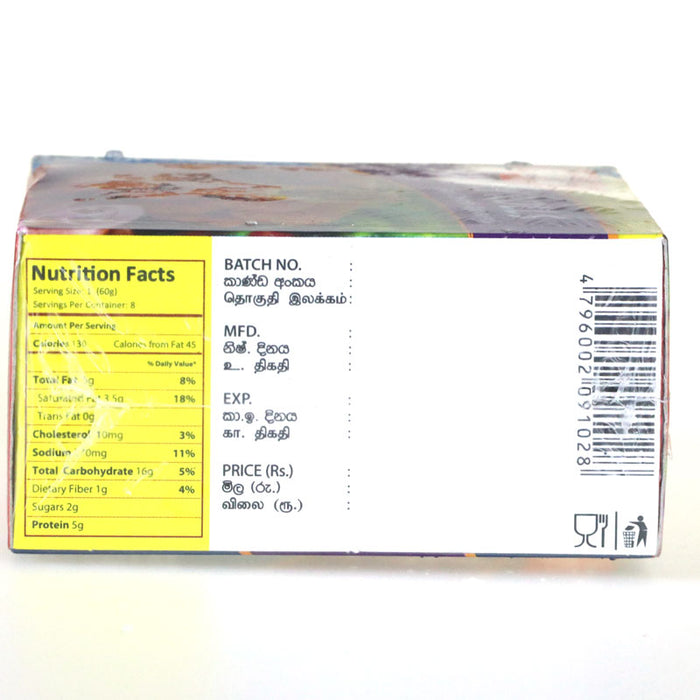 Nutrition Facts
Serving Size: 1 (60g)
Servings Per Container: 8
Amount Per Serving
Calories 130 Calories from Fat 45
% Daily Value*
Total Fat 8%
Saturated Fat 3.5g 18%
Trans Fat 0g
Cholesterol 10mg 3%
Sodium 11%
Total Carbohydrate 16g 5%
Dietary Fiber 1g 4%
Sugars 2g
Protein 5g
BATCH NO. :
කාණ්ඩ අංකය :
தொகுதி இலக்கம் :
MFD. :
නිෂ්. දිනය :
உ. திகதி :
EXP. :
කා.ඉ. දිනය :
கா. திகதி :
PRICE (Rs.) :
මිල (රු.) :
விலை (ரூ.) :
4 796002 091028